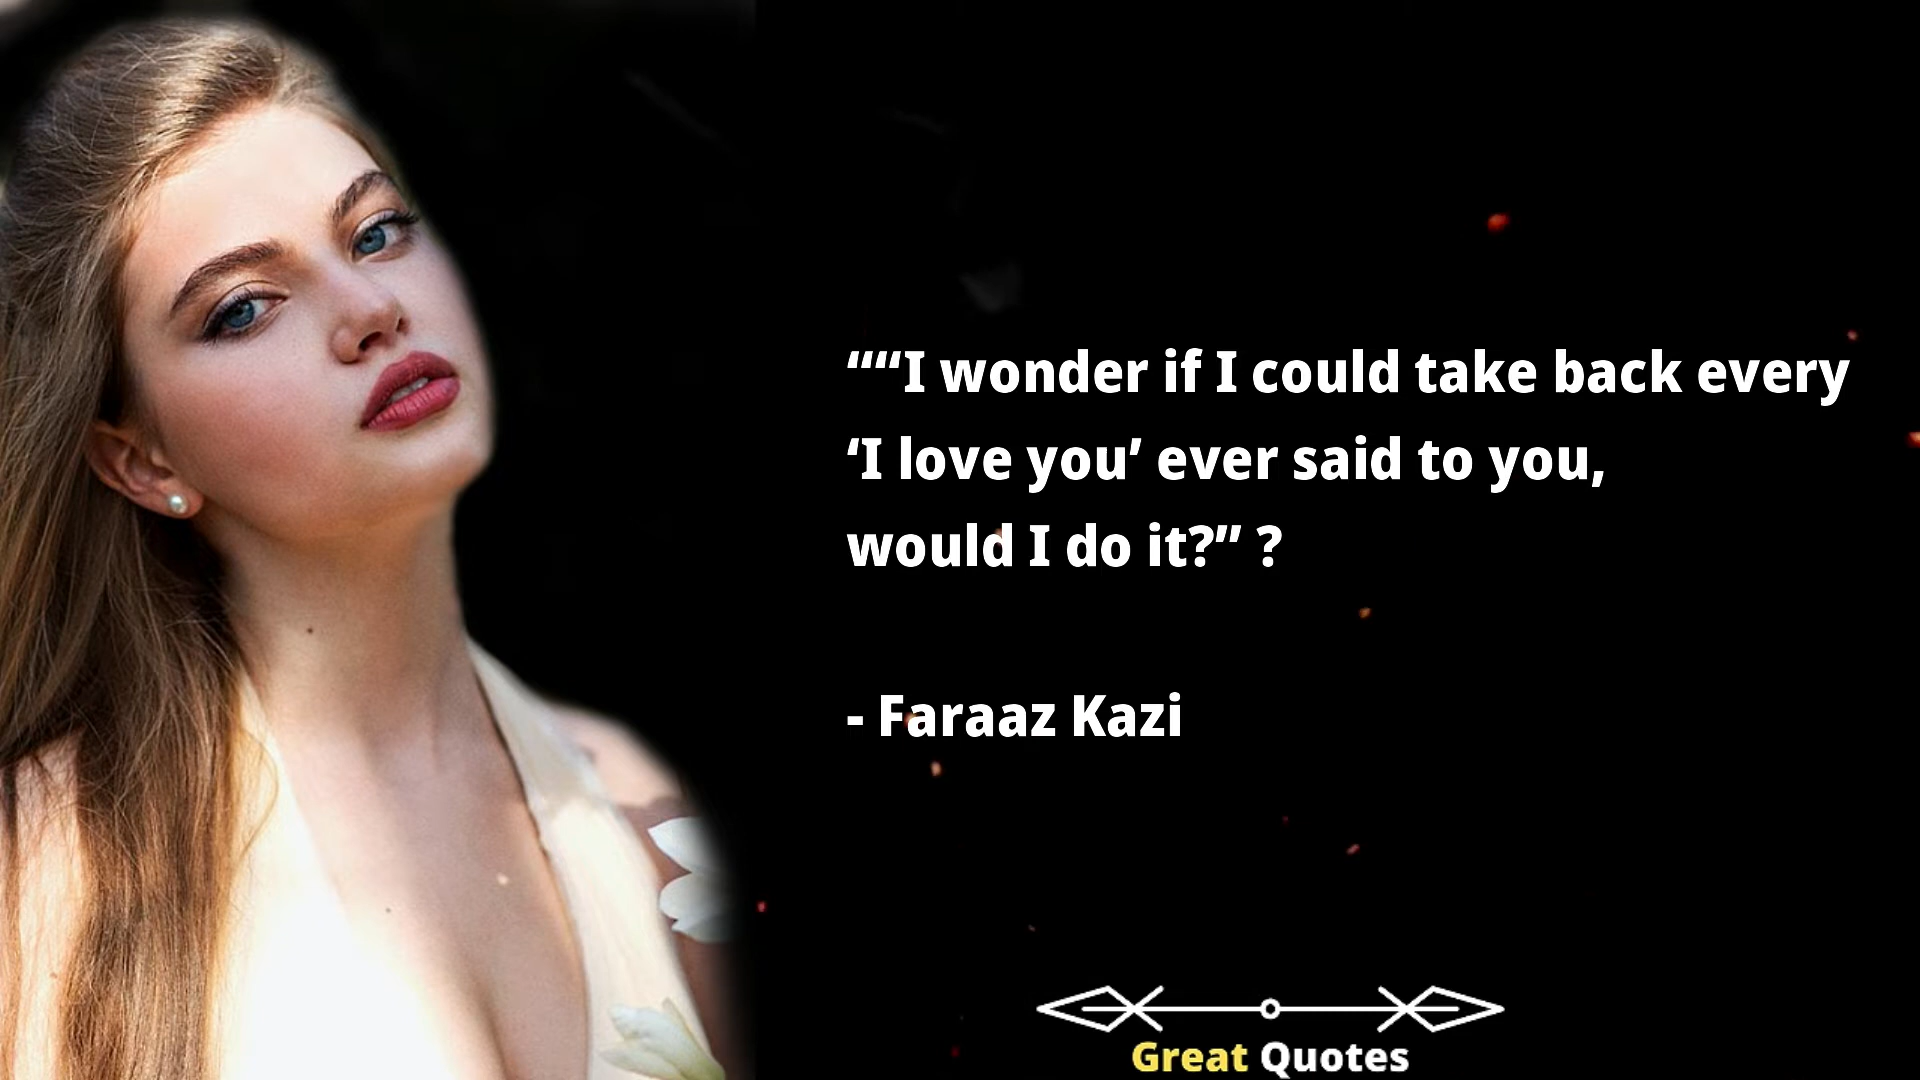 ““I wonder if I could take back every
‘I love you’ ever said to you,
would I do it?” ?
- Faraaz Kazi
Great Quotes